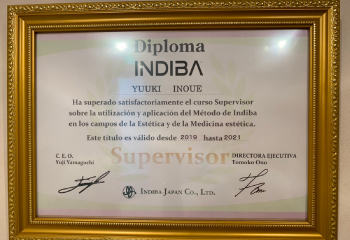 Diploma
INDIBA
YUUKI INOUE
Ha superado satisfactoriamente el curso Supervisor
sobre la utilización y aplicación del Método de Indiba
en los campos de la Estética y de la Medicina estética.
Este título es válido desde 2019 hasta 2021
Supervisor
C. E. O.
Yuji Yamaguchi
DIRECTORA EJECUTIVA
Tomoko Ono
INDIBA JAPAN CO., LTD.